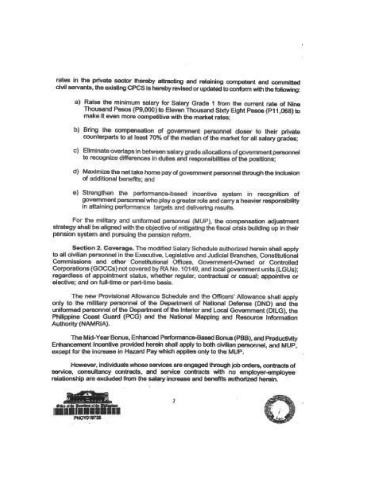 rates in the private sector thereby attracting and retaining competent and committed
civil servants, the existing CPCS is hereby revised or updated to conform with the following:
a) Raise the minimum salary for Salary Grade 1 from the current rate of Nine
Thousand Pesos (P9,000) to Eleven Thousand Sixty Eight Pesos (P11,068) to
make it even more competitive with the market rates;
b) Bring the compensation of government personnel closer to their private
counterparts to at least 70% of the median of the market for all salary grades;
c) Eliminate overlaps in between salary grade allocations of government personnel
to recognize differences in duties and responsibilities of the positions;
d) Maximize the net take home pay of government personnel through the inclusion
of additional benefits; and
e) Strengthen the performance-based incentive system in recognition of
government personnel who play a greater role and carry a heavier responsibility
in attaining performance targets and delivering results.
For the military and uniformed personnel (MUP), the compensation adjustment
strategy shall be aligned with the objective of mitigating the fiscal crisis building up in their
pension system and pursuing the pension reform.
Section 2. Coverage. The modified Salary Schedule authorized herein shall apply
to all civilian personnel in the Executive, Legislative and Judicial Branches, Constitutional
Commissions and other Constitutional Offices, Government-Owned or Controlled
Corporations (GOCCs) not covered by RA No. 10149, and local government units (LGUs);
regardless of appointment status, whether regular, contractual or casual; appointive or
elective; and on full-time or part-time basis.
The new Provisional Allowance Schedule and the Officers' Allowance shall apply
only to the military personnel of the Department of National Defense (DND) and the
uniformed personnel of the Department of the Interior and Local Government (DILG), the
Philippine Coast Guard (PCG) and the National Mapping and Resource Information
Authority (NAMRIA).
The Mid-Year Bonus, Enhanced Performance-Based Bonus (PBB), and Productivity
Enhancement Incentive provided herein shall apply to both civilian personnel, and MUP,
except for the increase in Hazard Pay which applies only to the MUP.
However, individuals whose services are engaged through job orders, contracts of
service, consultancy contracts, and service contracts with no employer-employee
relationship are excluded from the salary increase and benefits authorized herein.
2
Office of the President of the Philippines